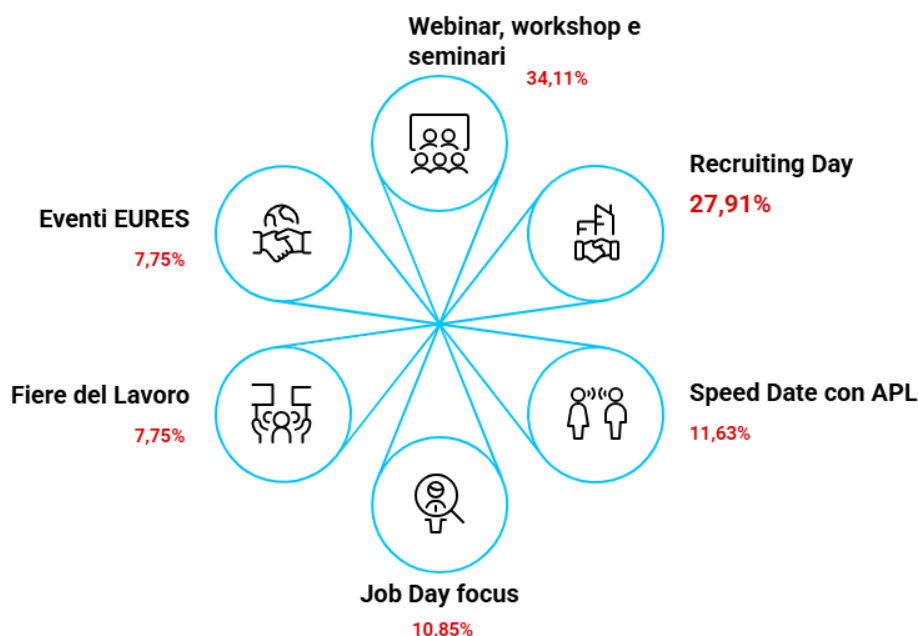 Webinar, workshop e
seminari
34,11%
Recruiting Day
27,91%
Eventi EURES
7,75%
Fiere del Lavoro
7,75%
Speed Date con APL
11,63%
Job Day focus
10,85%